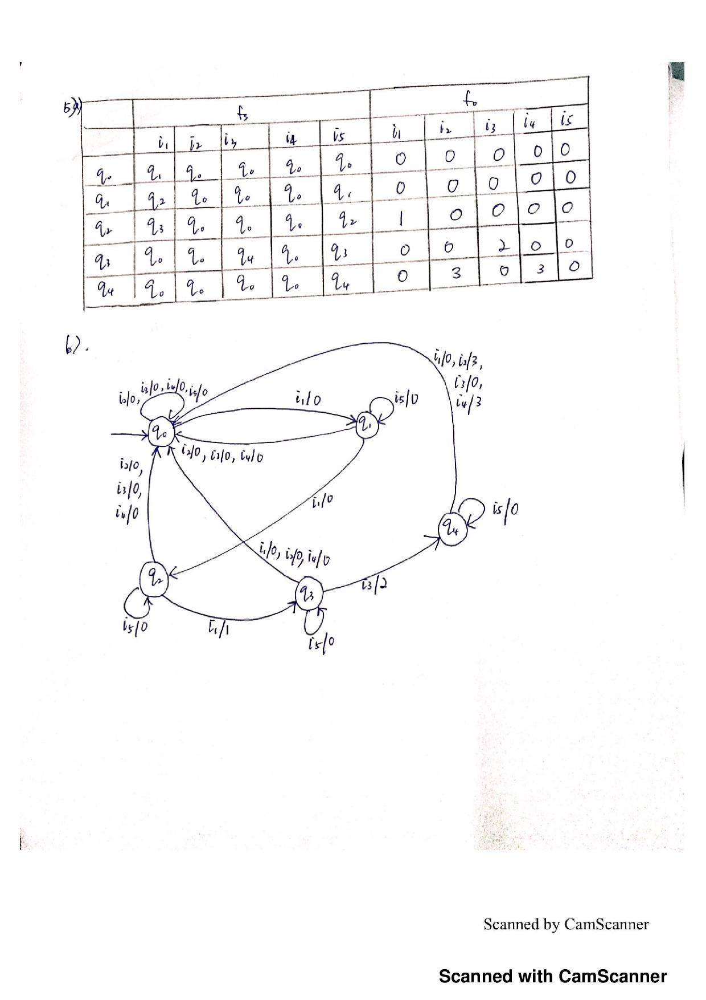 5)a)
fs fo
i1 i2 i3 i4 i5 i1 i2 i3 i4 i5
q0 q1 q0 q0 q0 q0 0 0 0 0 0
q1 q2 q0 q0 q0 q1 0 0 0 0 0
q2 q3 q0 q0 q0 q2 1 0 0 0 0
q3 q0 q0 q4 q0 q3 0 0 2 0 0
q4 q0 q0 q0 q0 q4 0 3 0 3 0
b).
i1/0, i2/3,
i3/0,
i4/3
i2/0, i3/0, i4/0, i5/0
i1/0
i5/0
q0
q1
i2/0, i3/0, i4/0
i2/0,
i3/0,
i4/0
i1/0
i5/0
q4
i1/0, i2/0, i4/0
q2
q3
i3/2
i5/0
i1/1
i5/0
Scanned by CamScanner
Scanned with CamScanner